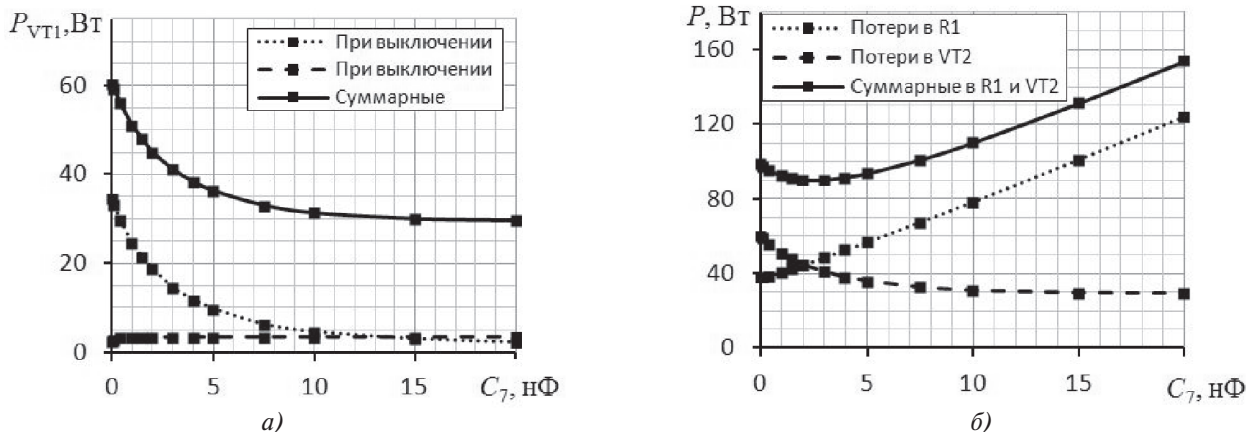 P_VT1, Вт
При выключении
При выключении
Суммарные
60
40
20
0
0 5 10 15 C_7, нФ
а)
P, Вт
Потери в R1
Потери в VT2
Суммарные в R1 и VT2
160
120
80
40
0
0 5 10 15 C_7, нФ
б)